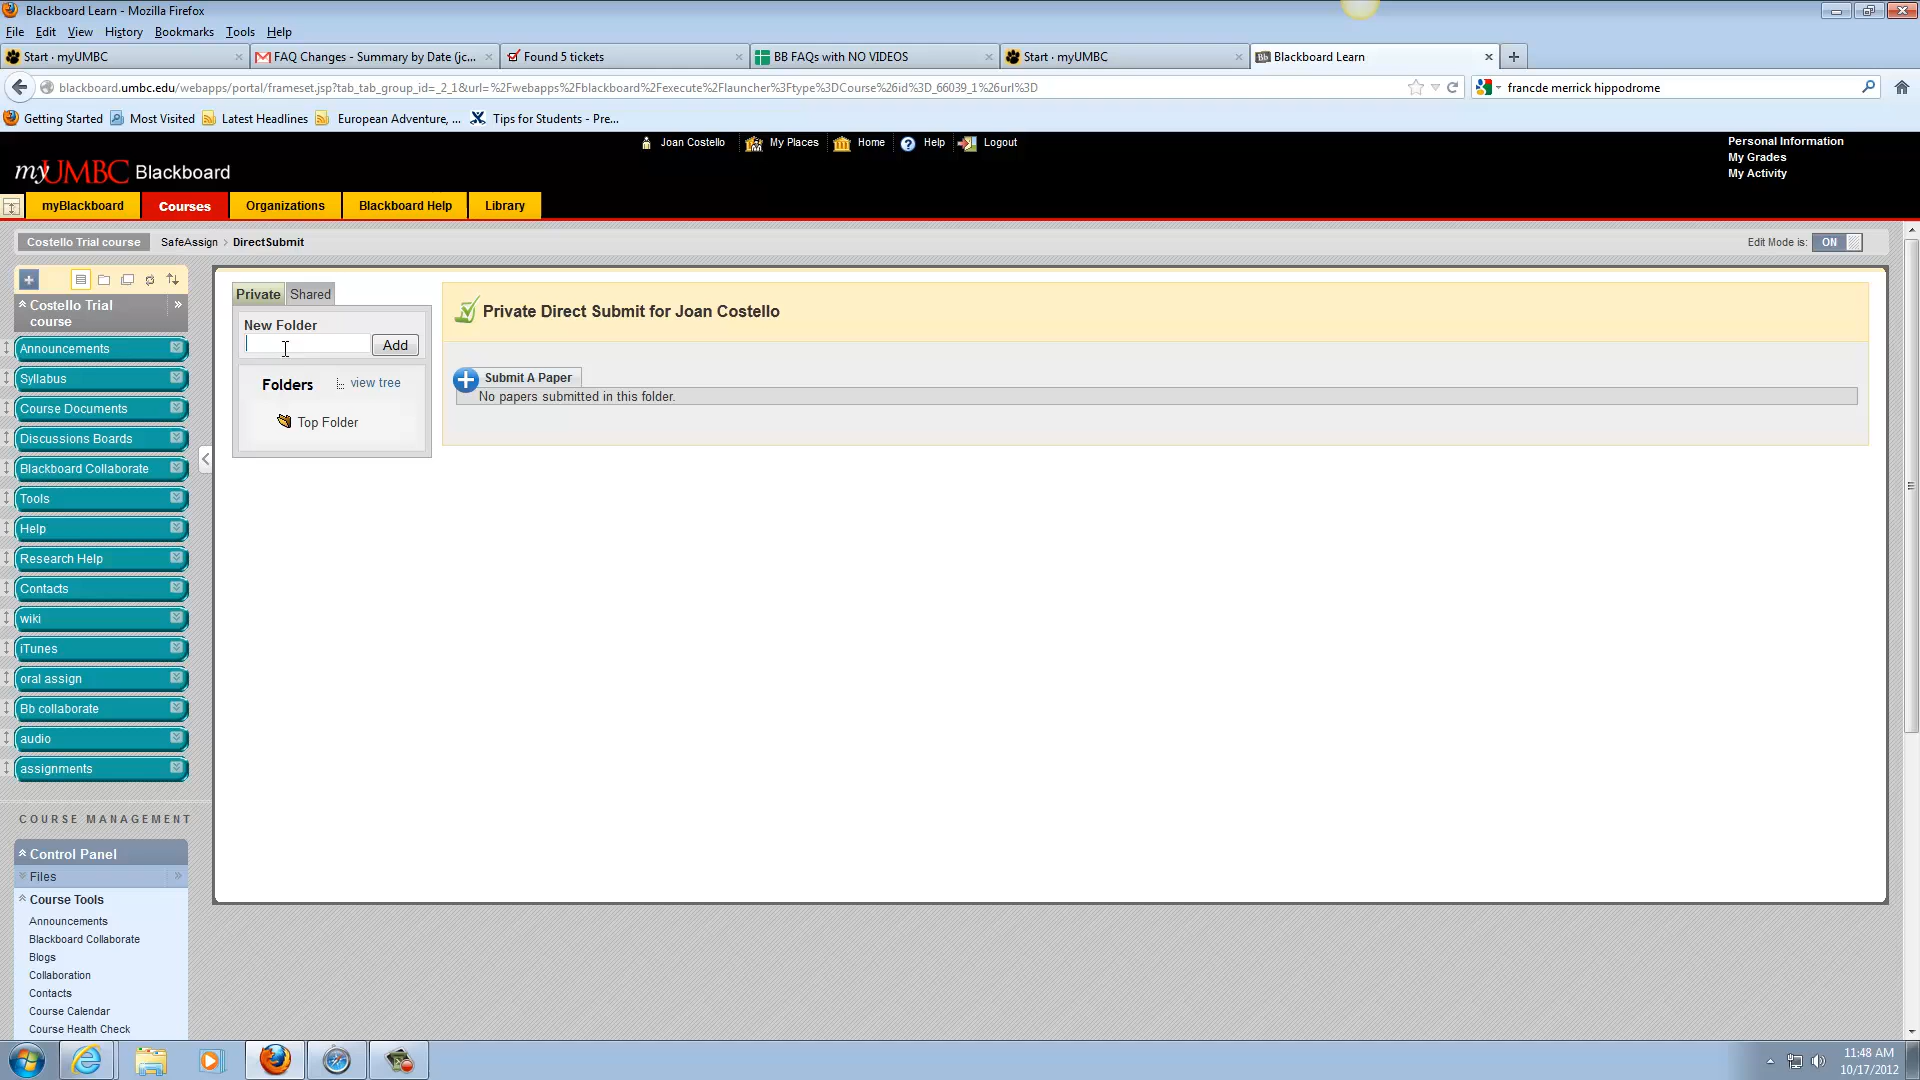 Blackboard Learn - Mozilla Firefox
File Edit View History Bookmarks Tools Help
Start · myUMBC
FAQ Changes - Summary by Date (jc...
Found 5 tickets
BB FAQs with NO VIDEOS
Start · myUMBC
Blackboard Learn
blackboard.umbc.edu/webapps/portal/frameset.jsp?tab_tab_group_id=_2_1&url=%2Fwebapps%2Fblackboard%2Fexecute%2Flauncher%3Ftype%3DCourse%26id%3D_66039_1%26url%3D
francde merrick hippodrome
Getting Started Most Visited Latest Headlines European Adventure, ... Tips for Students - Pre...
Joan Costello My Places Home Help Logout
Personal Information
My Grades
My Activity
myUMBC Blackboard
myBlackboard Courses Organizations Blackboard Help Library
Costello Trial course SafeAssign > DirectSubmit
Edit Mode is: ON
Costello Trial
course
Announcements
Syllabus
Course Documents
Discussions Boards
Blackboard Collaborate
Tools
Help
Research Help
Contacts
wiki
iTunes
oral assign
Bb collaborate
audio
assignments
COURSE MANAGEMENT
Control Panel
Files
Course Tools
Announcements
Blackboard Collaborate
Blogs
Collaboration
Contacts
Course Calendar
Course Health Check
Private Shared
New Folder
Add
Folders view tree
Top Folder
Private Direct Submit for Joan Costello
Submit A Paper
No papers submitted in this folder.
11:48 AM
10/17/2012